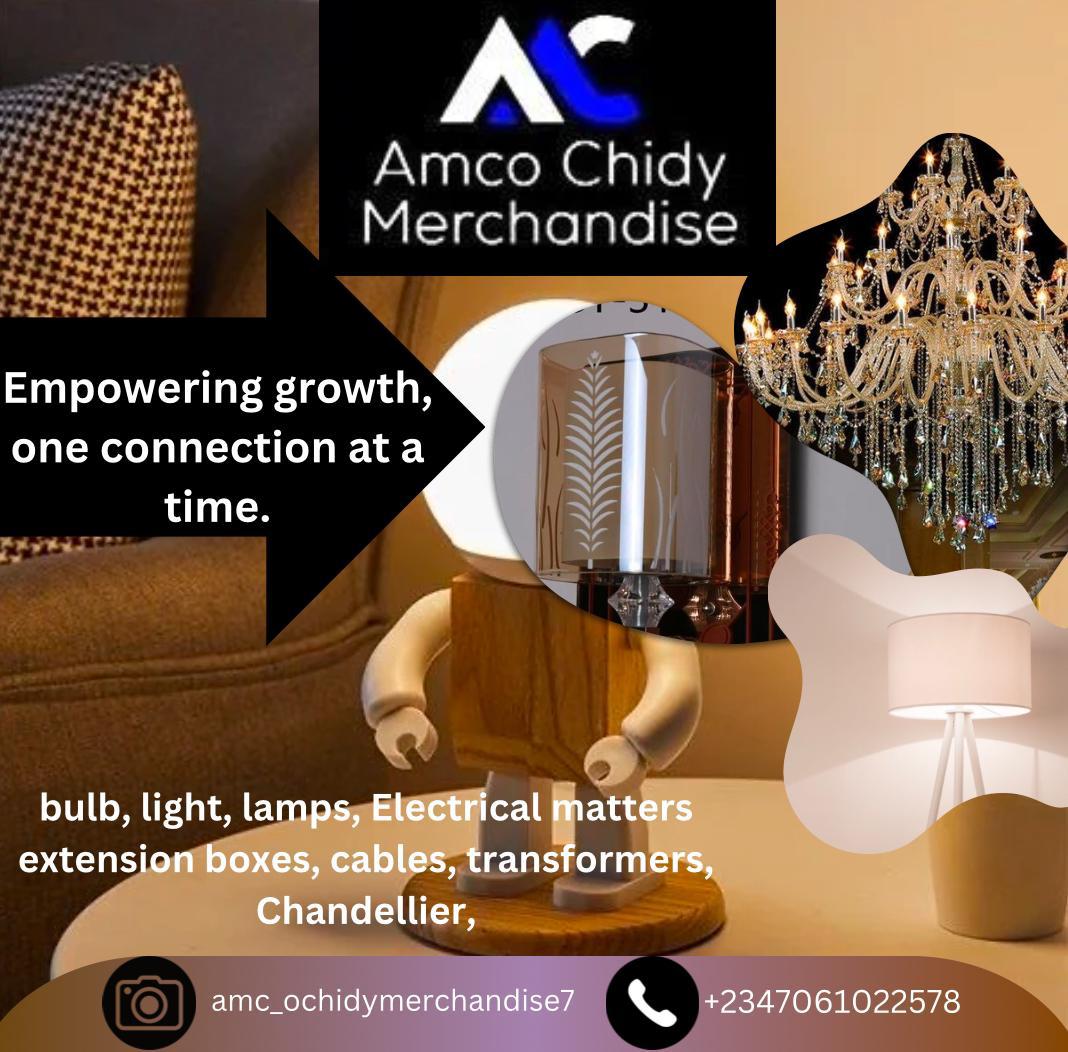 AC
Amco Chidy
Merchandise
Empowering growth,
one connection at a
time.
bulb, light, lamps, Electrical matters
extension boxes, cables, transformers,
Chandellier,
amc_ochidymerchandise7
+2347061022578